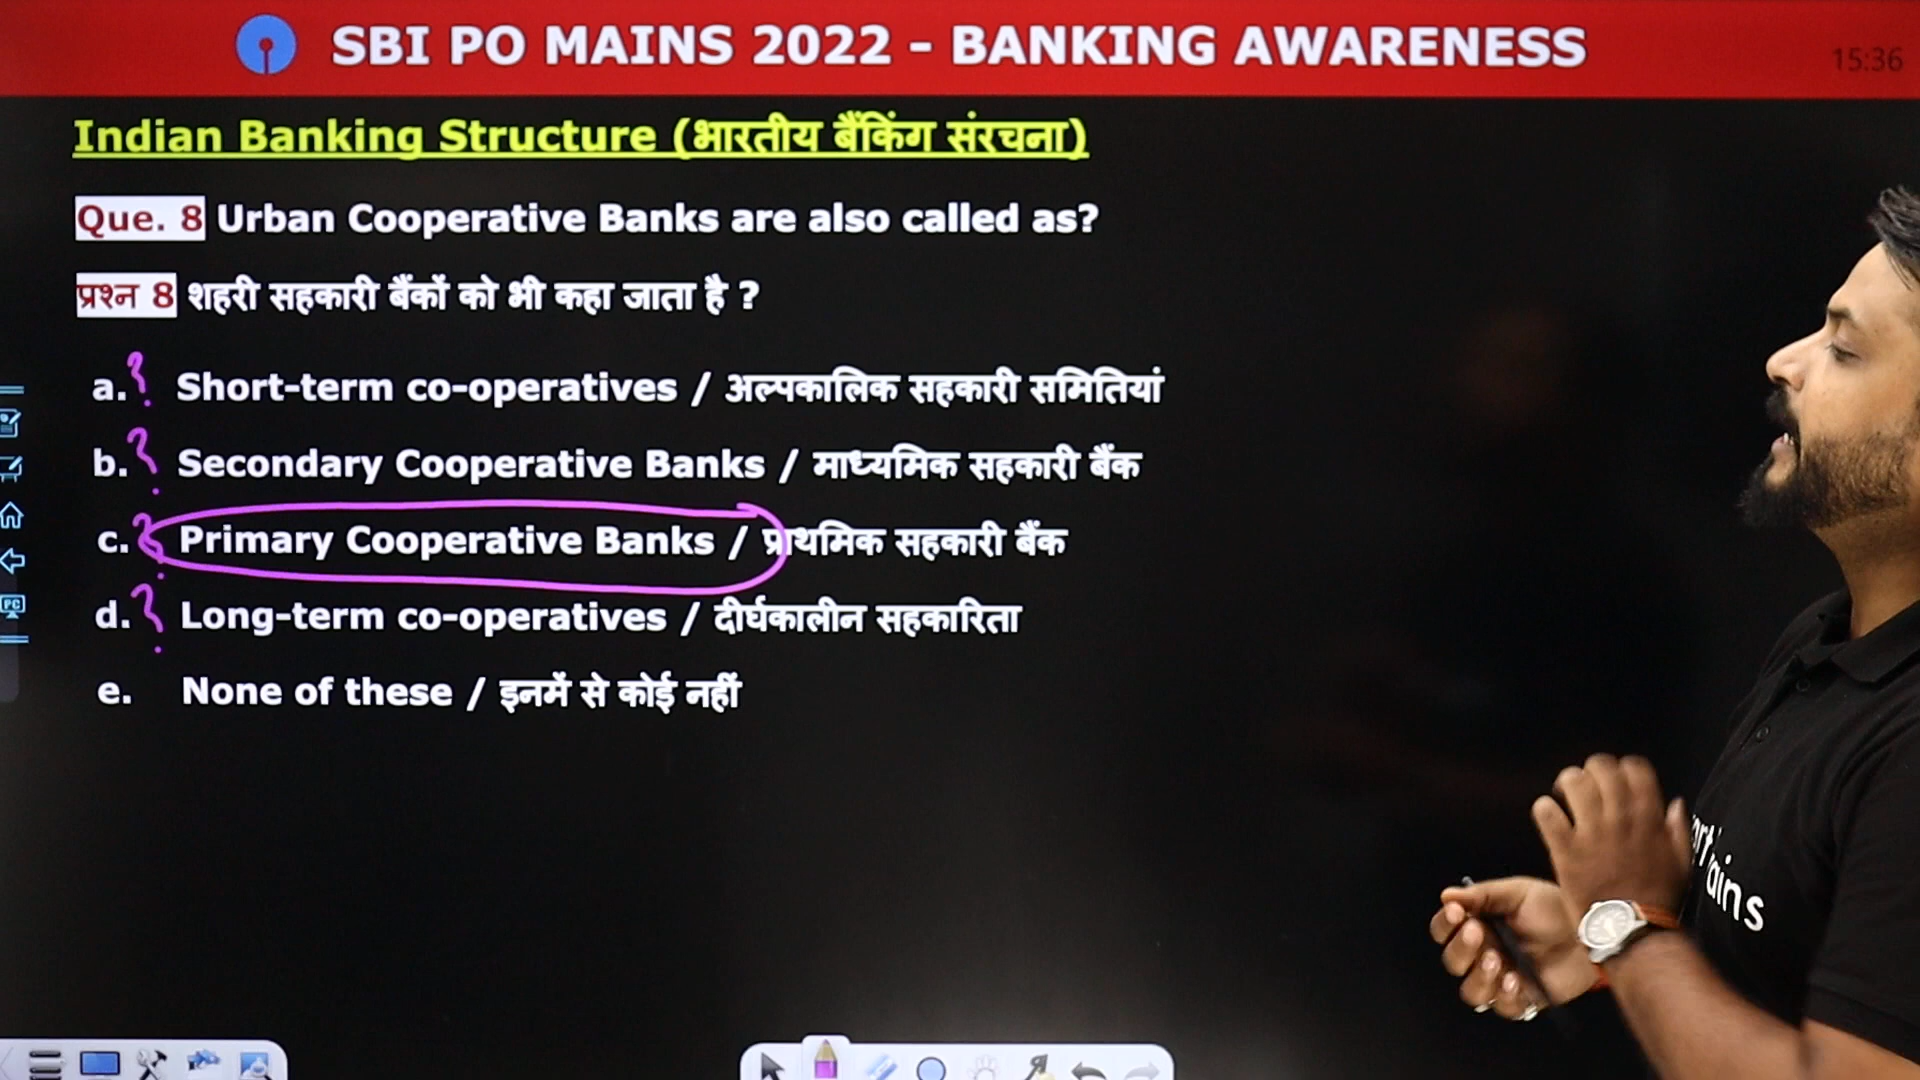 SBI PO MAINS 2022 - BANKING AWARENESS
15:36
Indian Banking Structure (भारतीय बैंकिंग संरचना)
Que. 8 Urban Cooperative Banks are also called as?
प्रश्न 8 शहरी सहकारी बैंकों को भी कहा जाता है ?
a. ? Short-term co-operatives / अल्पकालिक सहकारी समितियां
b. ? Secondary Cooperative Banks / माध्यमिक सहकारी बैंक
c. ? Primary Cooperative Banks / प्राथमिक सहकारी बैंक
d. ? Long-term co-operatives / दीर्घकालीन सहकारिता
e. None of these / इनमें से कोई नहीं
PC